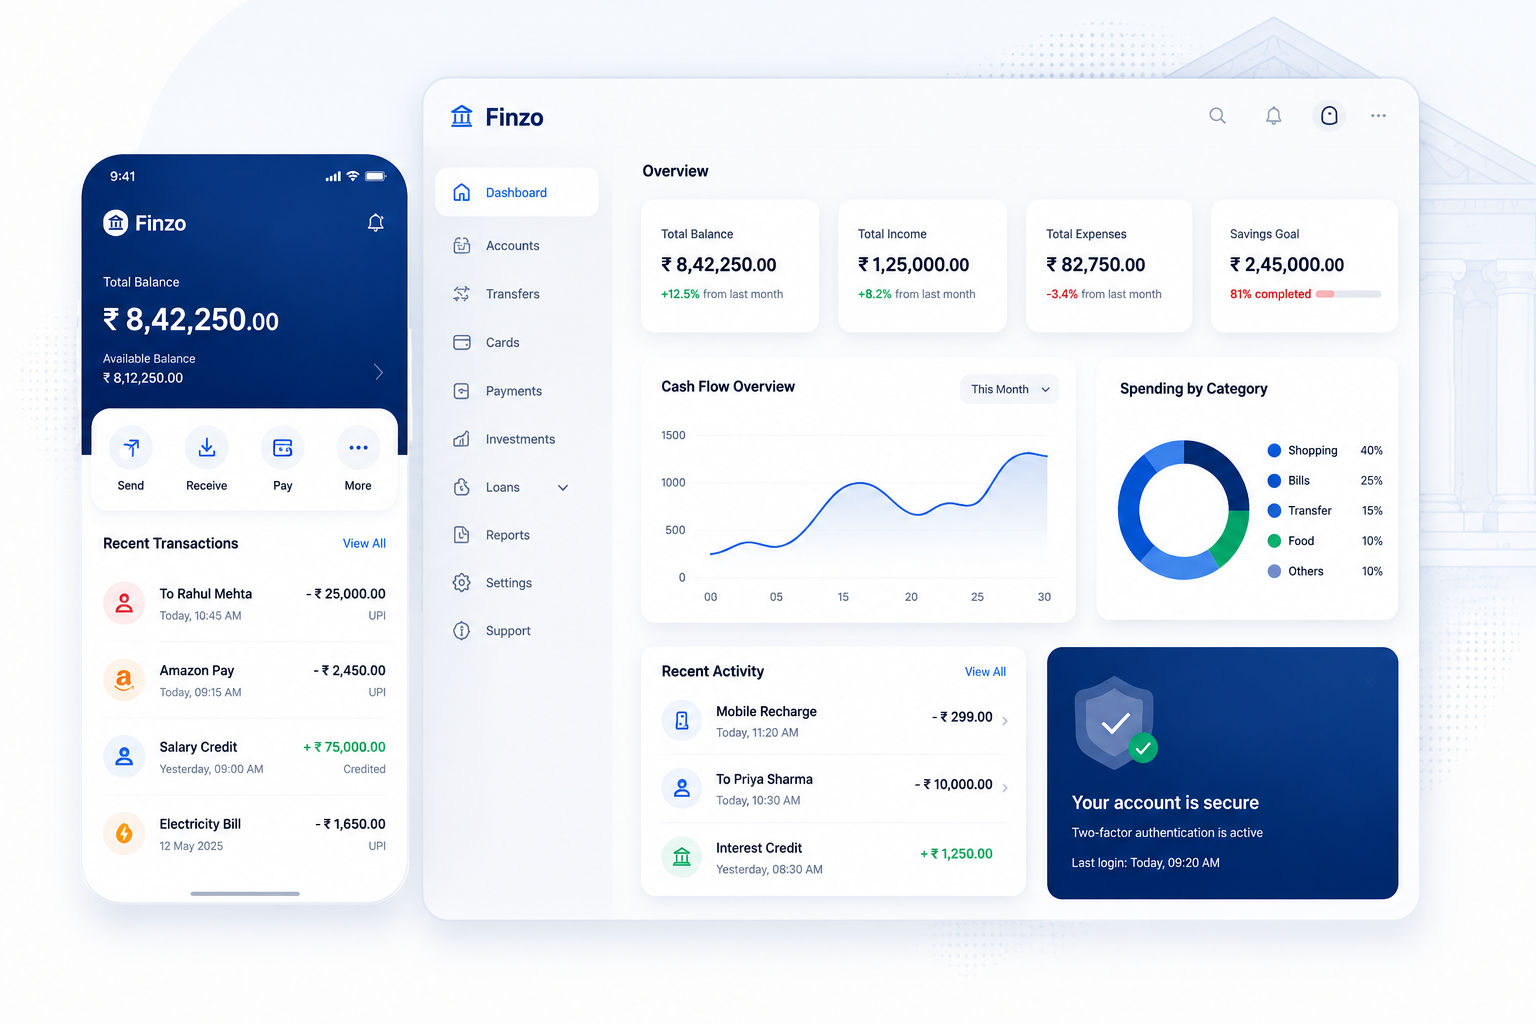 9:41
Finzo
Total Balance
₹ 8,42,250.00
Available Balance
₹ 8,12,250.00
Send Receive Pay More
Recent Transactions View All
To Rahul Mehta - ₹ 25,000.00
Today, 10:45 AM UPI
Amazon Pay - ₹ 2,450.00
Today, 09:15 AM UPI
Salary Credit + ₹ 75,000.00
Yesterday, 09:00 AM Credited
Electricity Bill - ₹ 1,650.00
12 May 2025 UPI
Finzo
Dashboard
Accounts
Transfers
Cards
Payments
Investments
Loans
Reports
Settings
Support
Overview
Total Balance
₹ 8,42,250.00
+12.5% from last month
Total Income
₹ 1,25,000.00
+8.2% from last month
Total Expenses
₹ 82,750.00
-3.4% from last month
Savings Goal
₹ 2,45,000.00
81% completed
Cash Flow Overview This Month
1500
1000
500
0
00 05 15 20 25 30
Spending by Category
Shopping 40%
Bills 25%
Transfer 15%
Food 10%
Others 10%
Recent Activity View All
Mobile Recharge - ₹ 299.00
Today, 11:20 AM
To Priya Sharma - ₹ 10,000.00
Today, 10:30 AM
Interest Credit + ₹ 1,250.00
Yesterday, 08:30 AM
Your account is secure
Two-factor authentication is active
Last login: Today, 09:20 AM